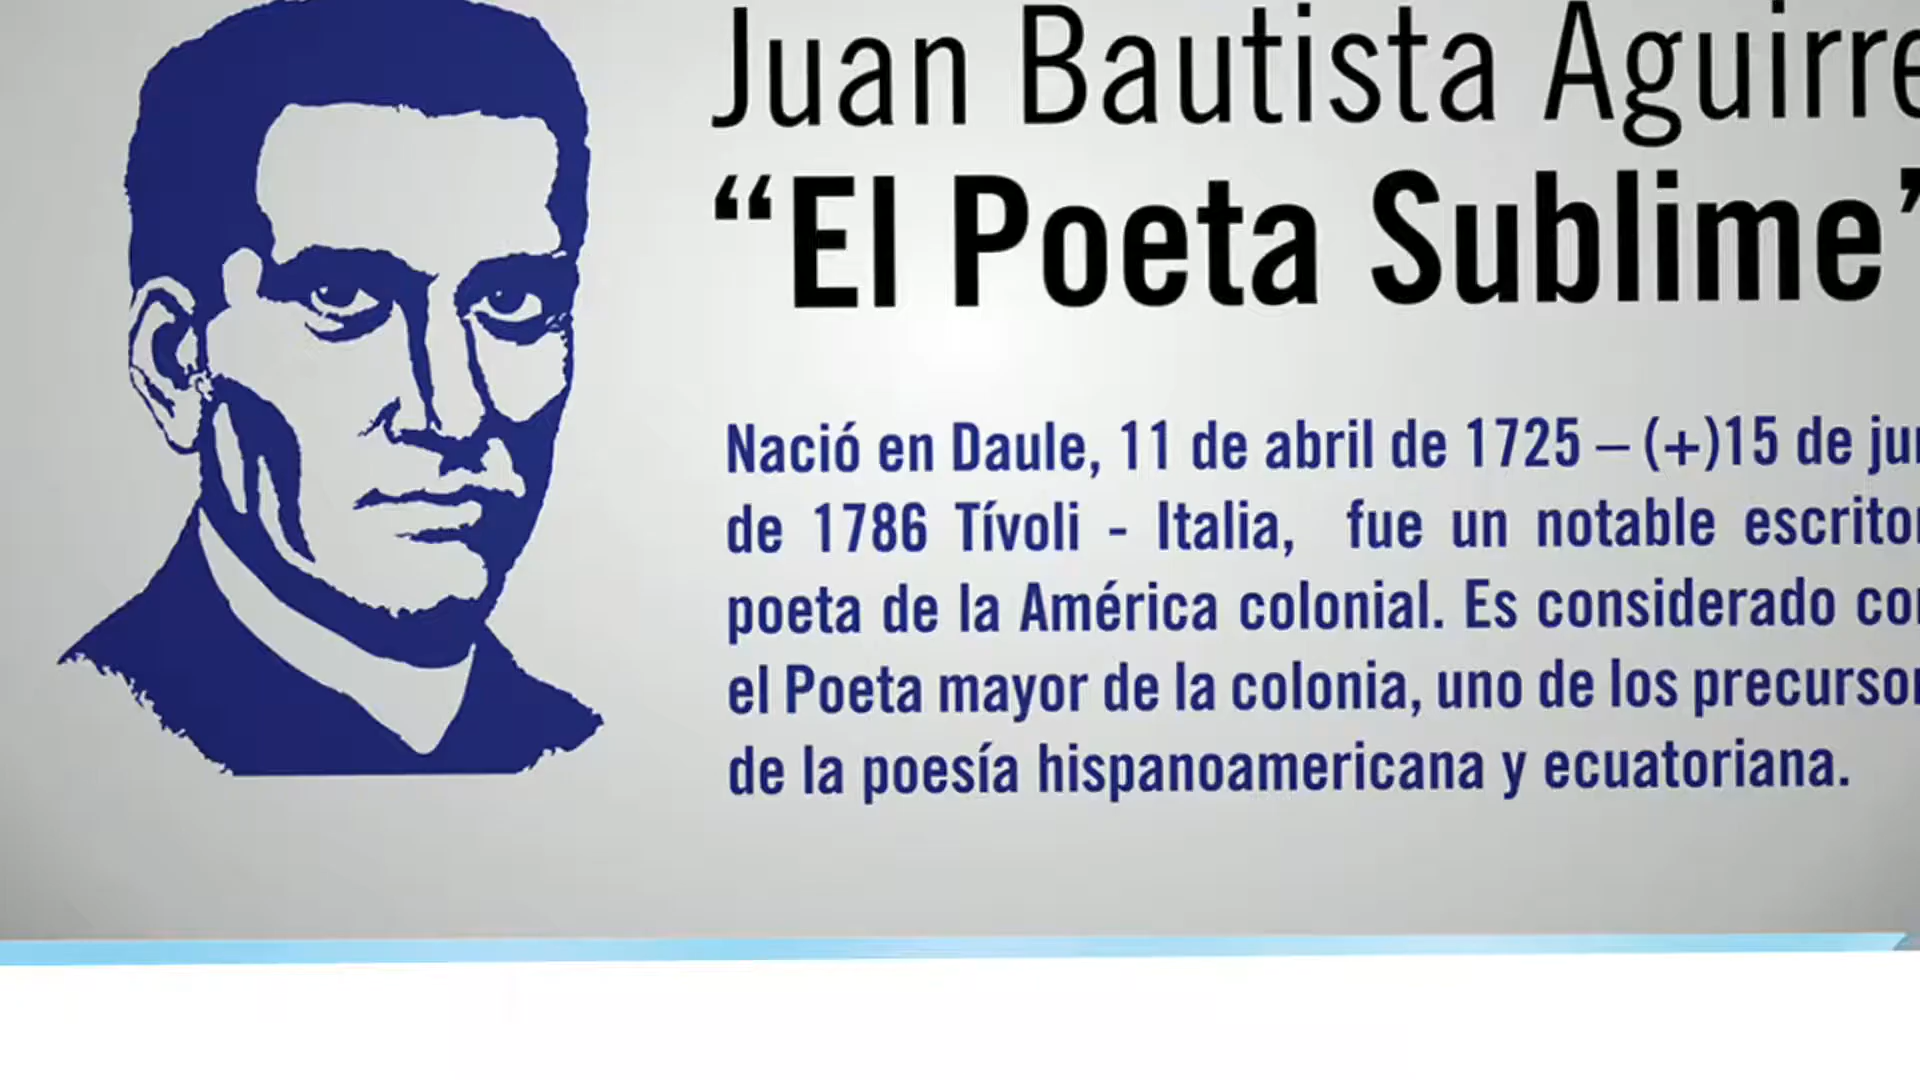 Juan Bautista Aguirre
“El Poeta Sublime”
Nació en Daule, 11 de abril de 1725 – (+)15 de
de 1786 Tívoli - Italia, fue un notable
poeta de la América colonial. Es considerado
el Poeta mayor de la colonia, uno de los
de la poesía hispanoamericana y ecuatoriana.